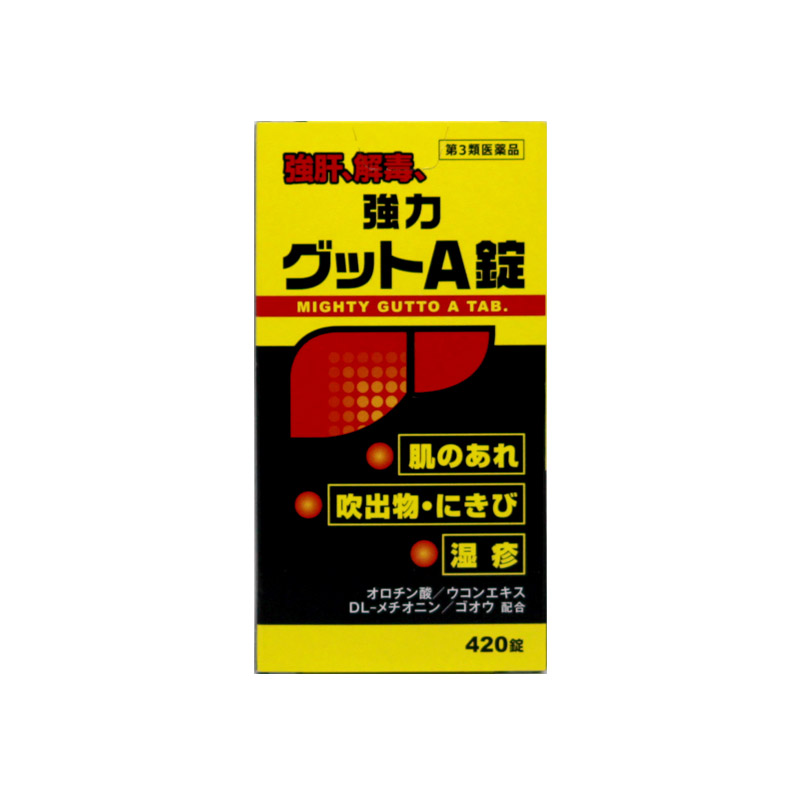 第3類医薬品
強肝、解毒、
強力
グットA錠
MIGHTY GUTTO A TAB.
肌のあれ
吹出物・にきび
湿疹
オロチン酸/ウコンエキス
DL-メチオニン/ゴオウ 配合
420錠